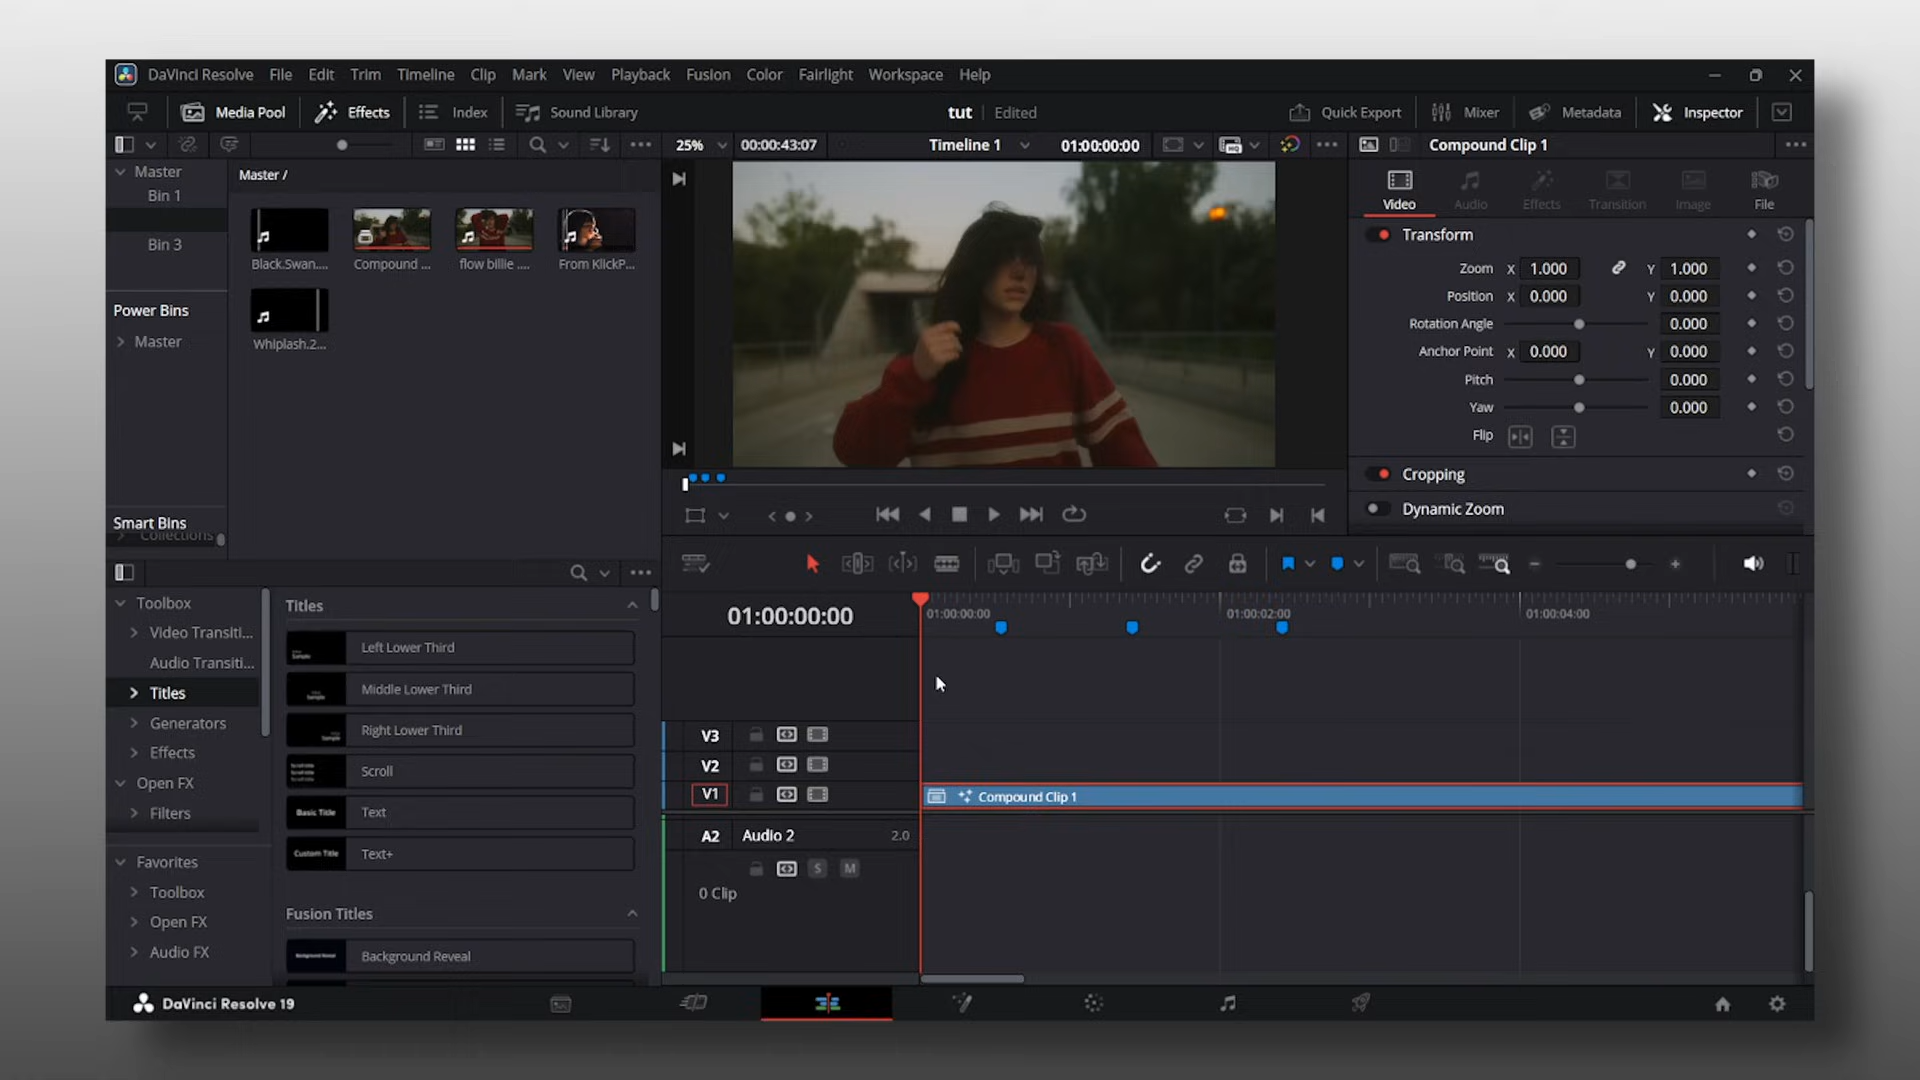 DaVinci Resolve File Edit Trim Timeline Clip Mark View Playback Fusion Color Fairlight Workspace Help
Media Pool Effects Index Sound Library tut Edited Quick Export Mixer Metadata Inspector
25% 00:00:43:07 Timeline 1 01:00:00:00 Compound Clip 1
Master
Bin 1
Bin 3
Power Bins
Master
Smart Bins
Collections
Master /
Black.Swan.... Compound ... flow billie .... From KlickP...
Whiplash.2...
Video Audio Effects Transition Image File
Transform
Zoom X 1.000 Y 1.000
Position X 0.000 Y 0.000
Rotation Angle 0.000
Anchor Point X 0.000 Y 0.000
Pitch 0.000
Yaw 0.000
Flip
Cropping
Dynamic Zoom
Toolbox
Video Transiti...
Audio Transiti...
Titles
Generators
Effects
Open FX
Filters
Favorites
Toolbox
Open FX
Audio FX
Titles
Left Lower Third
Middle Lower Third
Right Lower Third
Scroll
Basic Title Text
Custom Title Text+
Fusion Titles
Background Reveal
01:00:00:00
01:00:00:00 01:00:02:00 01:00:04:00
V3
V2
V1 Compound Clip 1
A2 Audio 2 2.0
S M
0 Clip
DaVinci Resolve 19